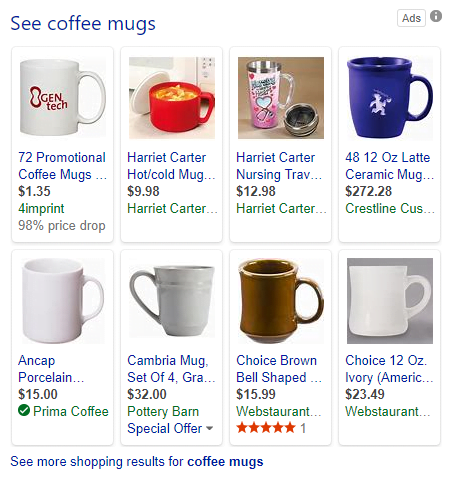 See coffee mugs
Ads
GEN
tech
72 Promotional
Coffee Mugs ...
$1.35
4imprint
98% price drop
Harriet Carter
Hot/cold Mug...
$9.98
Harriet Carter...
Harriet Carter
Nursing Trav...
$12.98
Harriet Carter...
48 12 Oz Latte
Ceramic Mug...
$272.28
Crestline Cus...
Ancap
Porcelain...
$15.00
Prima Coffee
Cambria Mug,
Set Of 4, Gra...
$32.00
Pottery Barn
Special Offer
Choice Brown
Bell Shaped ...
$15.99
Webstaurant...
1
Choice 12 Oz.
Ivory (Americ...
$23.49
Webstaurant...
See more shopping results for coffee mugs